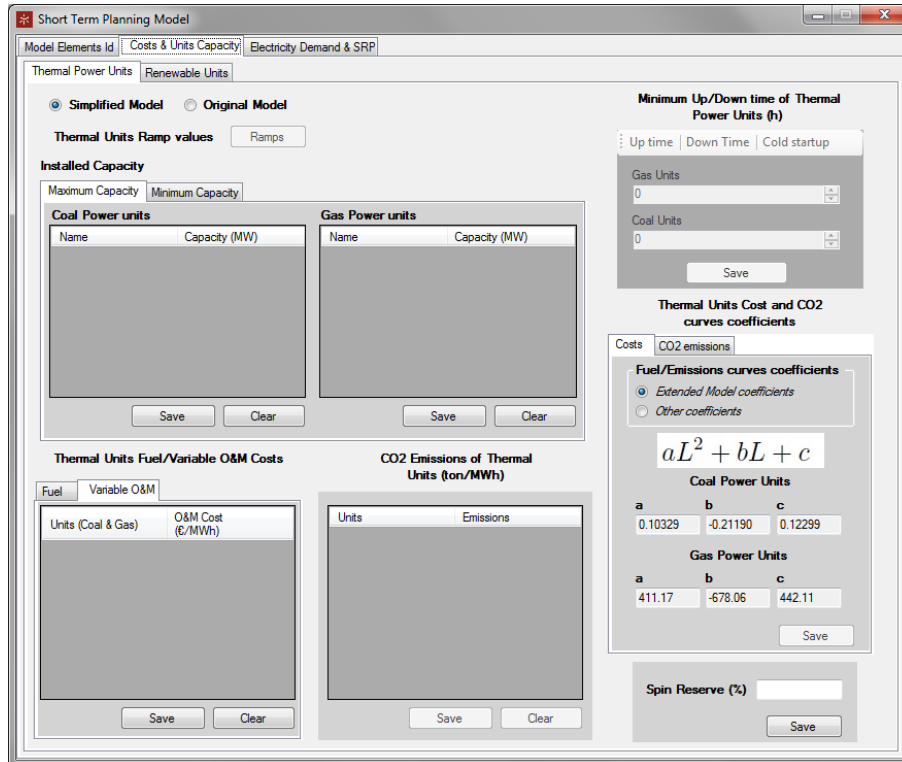 Short Term Planning Model
Model Elements Id Costs & Units Capacity Electricity Demand & SRP
Thermal Power Units Renewable Units
Simplified Model Original Model
Thermal Units Ramp values Ramps
Installed Capacity
Maximum Capacity Minimum Capacity
Coal Power units Gas Power units
Name Capacity (MW) Name Capacity (MW)
Save Clear Save Clear
Minimum Up/Down time of Thermal
Power Units (h)
Up time Down Time Cold startup
Gas Units
0
Coal Units
0
Save
Thermal Units Cost and CO2
curves coefficients
Costs CO2 emissions
Fuel/Emissions curves coefficients
Extended Model coefficients
Other coefficients
aL² + bL + c
Coal Power Units
a b c
0.10329 -0.21190 0.12299
Gas Power Units
a b c
411.17 -678.06 442.11
Save
Thermal Units Fuel/Variable O&M Costs
Fuel Variable O&M
Units (Coal & Gas) O&M Cost
(€/MWh)
Save Clear
CO2 Emissions of Thermal
Units (ton/MWh)
Units Emissions
Save Clear
Spin Reserve (%)
Save